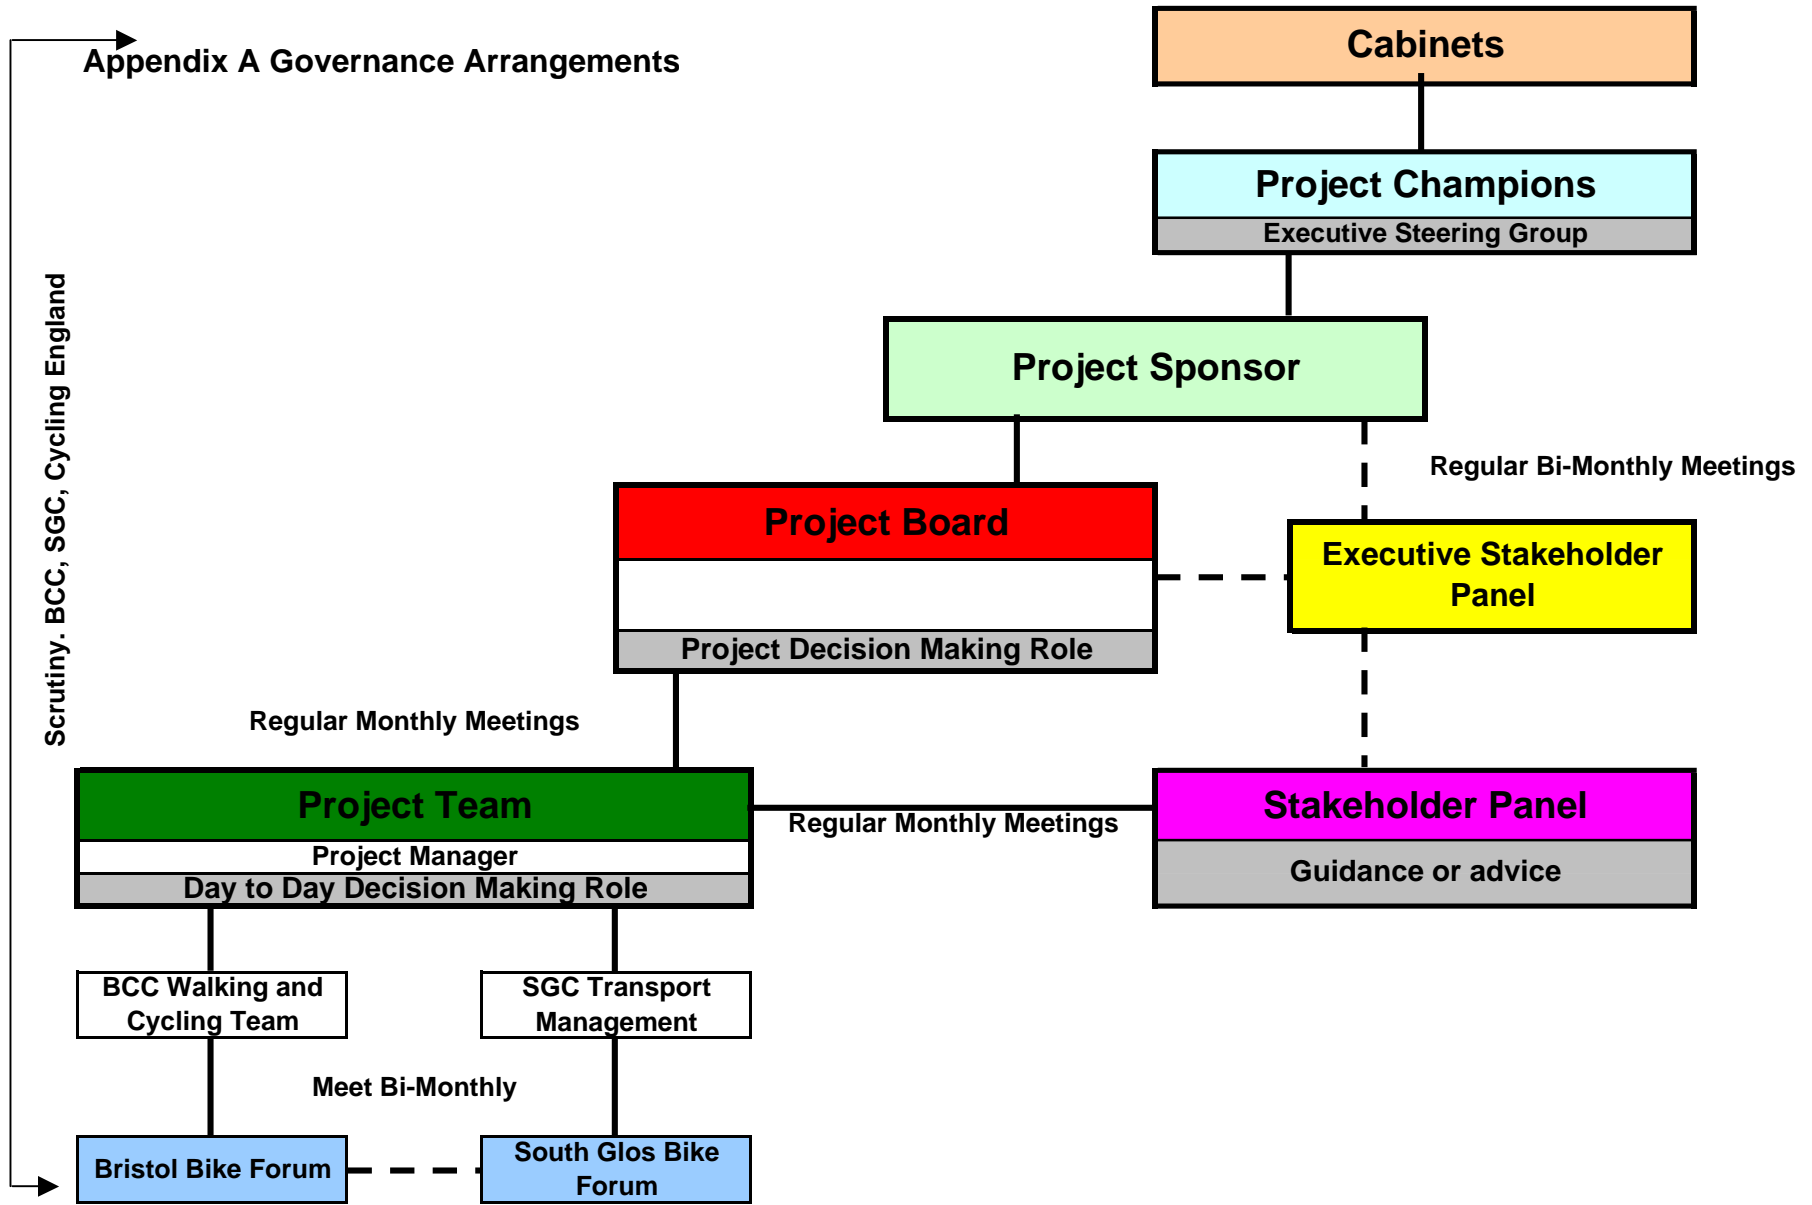 Appendix A Governance Arrangements
Cabinets
Project Champions
Executive Steering Group
Scrutiny. BCC, SGC, Cycling England
Project Sponsor
Regular Bi-Monthly Meetings
Project Board
Executive Stakeholder
Panel
Project Decision Making Role
Regular Monthly Meetings
Project Team
Regular Monthly Meetings
Stakeholder Panel
Project Manager
Guidance or advice
Day to Day Decision Making Role
BCC Walking and
Cycling Team
SGC Transport
Management
Meet Bi-Monthly
Bristol Bike Forum
South Glos Bike
Forum